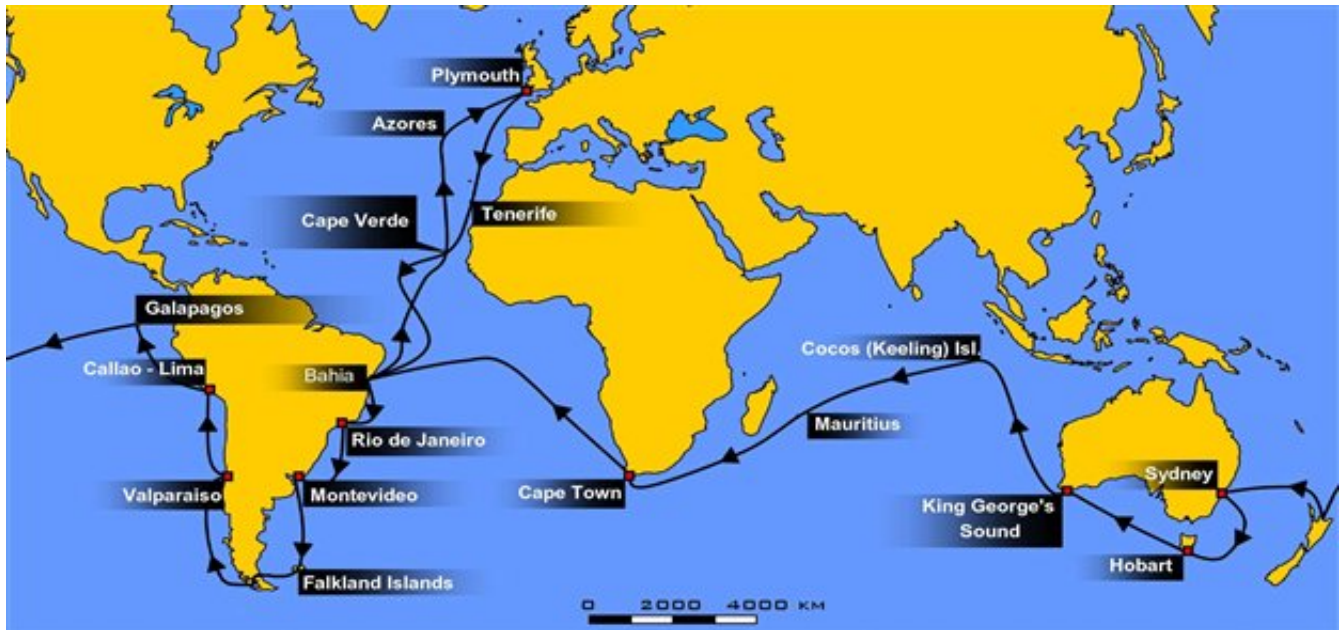 Plymouth
Azores
Cape Verde
Tenerife
Galapagos
Callao - Lima
Bahia
Cocos (Keeling) Isl.
Mauritius
Rio de Janeiro
Sydney
Valparaiso
Montevideo
Cape Town
King George's
Sound
Hobart
Falkland Islands
0 2000 4000 KM